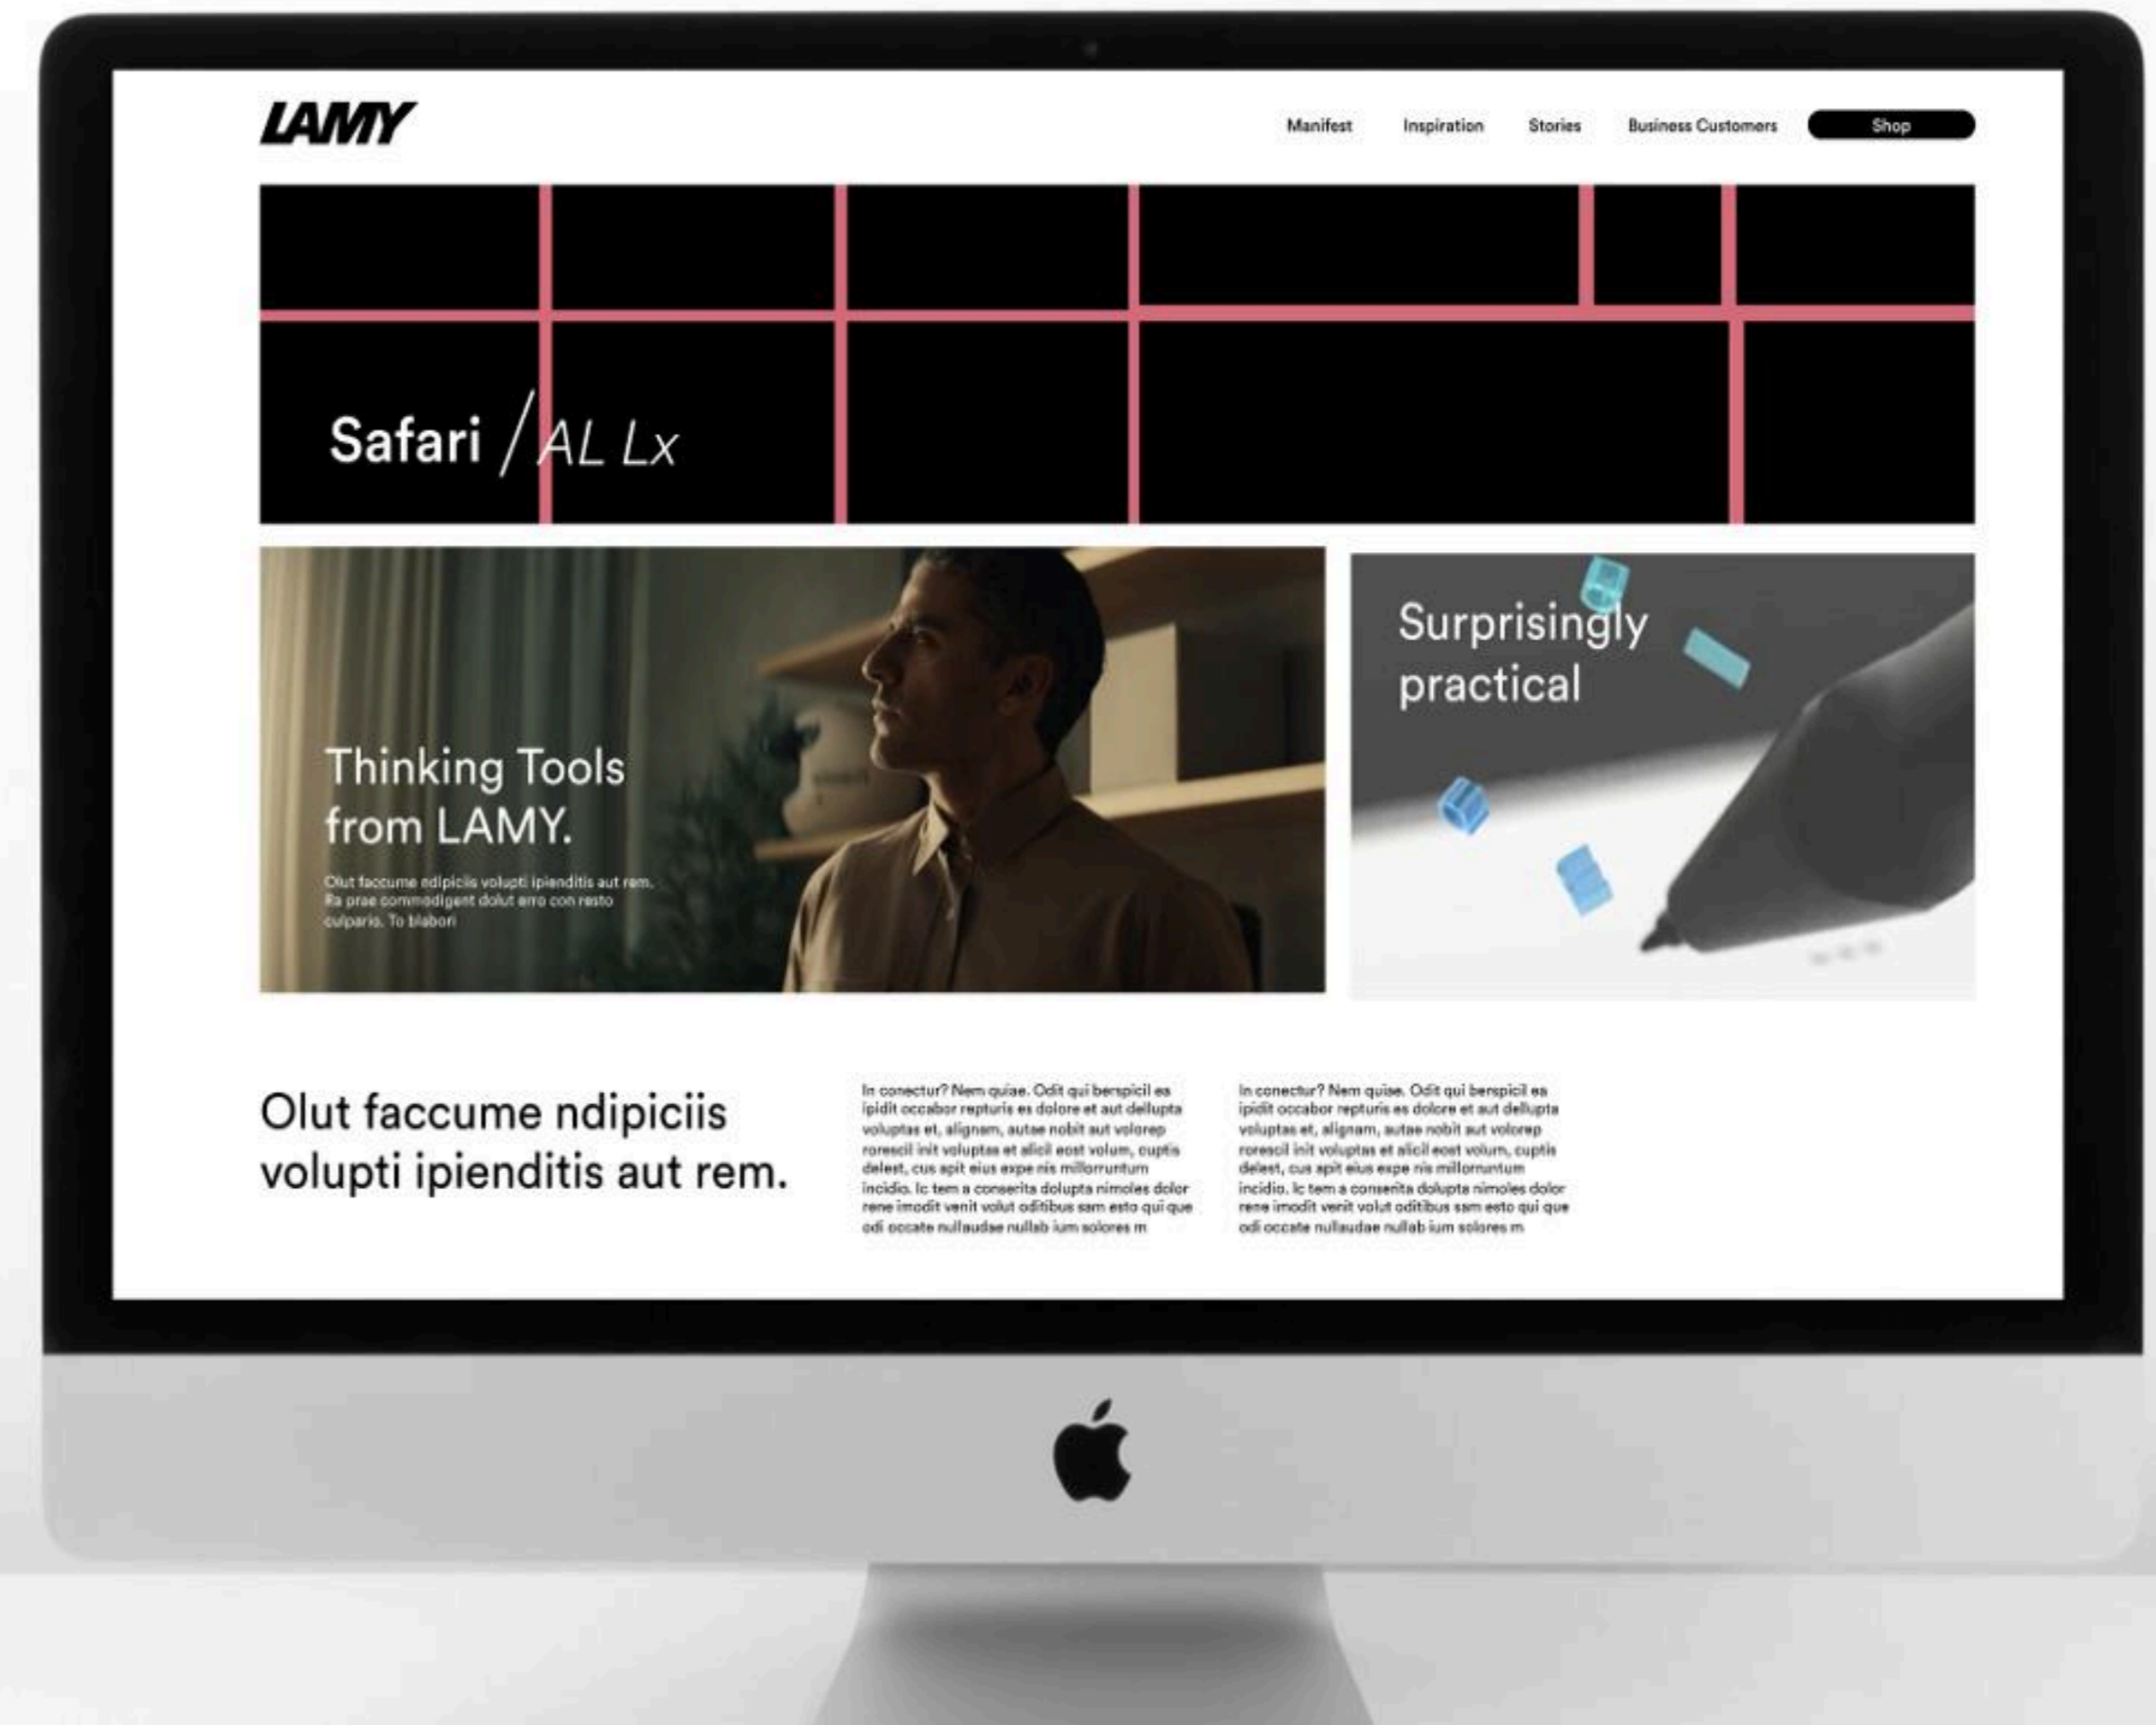 LAMY
Manifest Inspiration Stories Business Customers Shop
Safari / AL Lx
Thinking Tools
from LAMY.
Olut faccume ndipiciis volupti ipienditis aut rem.
Ra prae commodigent dolut erro con resto
culparis. To blabori
Surprisingly
practical
Olut faccume ndipiciis
volupti ipienditis aut rem.
In conectur? Nem quiae. Odit qui berspicil ea
ipidit occabor repturis es dolore et aut dellupta
voluptas et, alignam, autae nobit aut volorep
rorescil init voluptas et alicil eost volum, cuptis
delest, cus apit eius expe nis millorruntum
incidio. Ic tem a conserita dolupta nimoles dolor
rene imodit venit volut oditibus sam esto qui que
odi occate nullaudae nullab ium solores m
In conectur? Nem quiae. Odit qui berspicil ea
ipidit occabor repturis es dolore et aut dellupta
voluptas et, alignam, autae nobit aut volorep
rorescil init voluptas et alicil eost volum, cuptis
delest, cus apit eius expe nis millorruntum
incidio. Ic tem a conserita dolupta nimoles dolor
rene imodit venit volut oditibus sam esto qui que
odi occate nullaudae nullab ium solores m